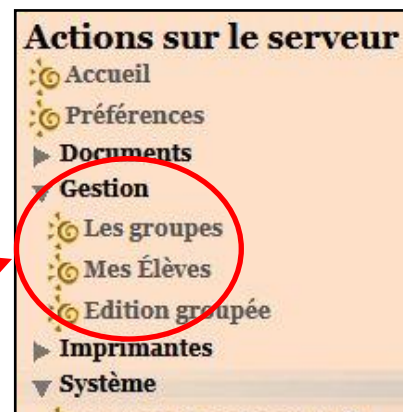 Actions sur le serveur
Accueil
Préférences
Documents
Gestion
Les groupes
Mes Élèves
Edition groupée
Imprimantes
Système